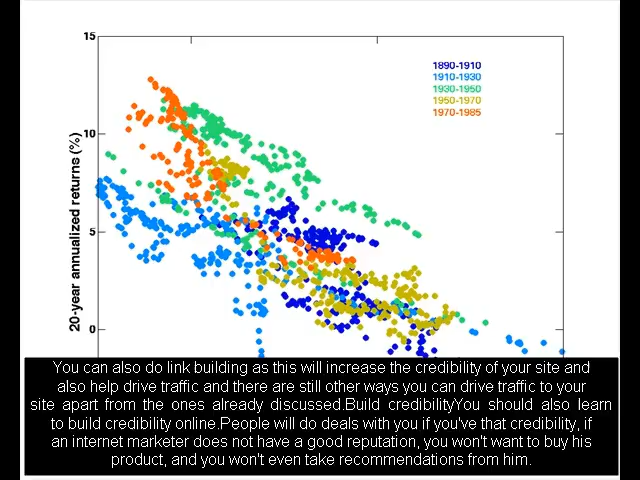 15
1890-1910
1910-1930
1930-1950
1950-1970
1970-1985
10
20-year annualized returns (%)
5
0
You can also do link building as this will increase the credibility of your site and
also help drive traffic and there are still other ways you can drive traffic to your
site apart from the ones already discussed.Build credibilityYou should also learn
to build credibility online.People will do deals with you if you've that credibility, if
an internet marketer does not have a good reputation, you won't want to buy his
product, and you won't even take recommendations from him.